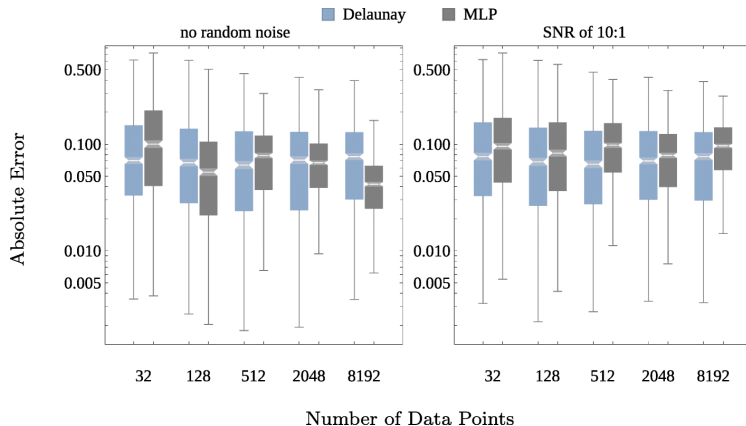 Delaunay MLP
no random noise SNR of 10:1
0.500 0.500
0.100 0.100
0.050 0.050
0.010 0.010
0.005 0.005
Absolute Error
32 128 512 2048 8192 32 128 512 2048 8192
Number of Data Points